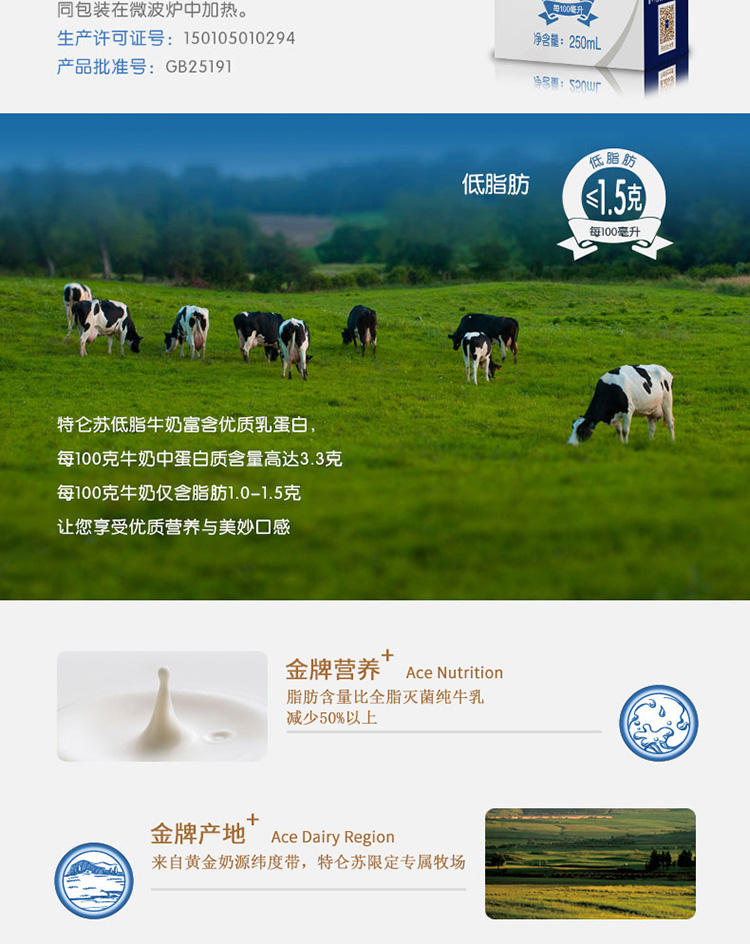 同包装在微波炉中加热。
生产许可证号：150105010294
产品批准号：GB25191
每100毫升
净含量：250mL
低脂肪
低脂肪
≤1.5克
每100毫升
特仑苏低脂牛奶富含优质乳蛋白，
每100克牛奶中蛋白质含量高达3.3克
每100克牛奶仅含脂肪1.0-1.5克
让您享受优质营养与美妙口感
金牌营养+ Ace Nutrition
脂肪含量比全脂灭菌纯牛乳
减少50%以上
金牌产地+ Ace Dairy Region
来自黄金奶源纬度带，特仑苏限定专属牧场